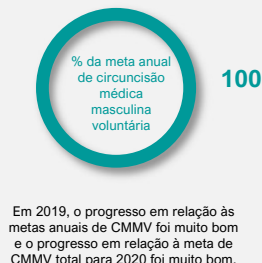 % da meta anual
de circuncisão
médica
masculina
voluntária
100
Em 2019, o progresso em relação às
metas anuais de CMMV foi muito bom
e o progresso em relação à meta de
CMMV total para 2020 foi muito bom.